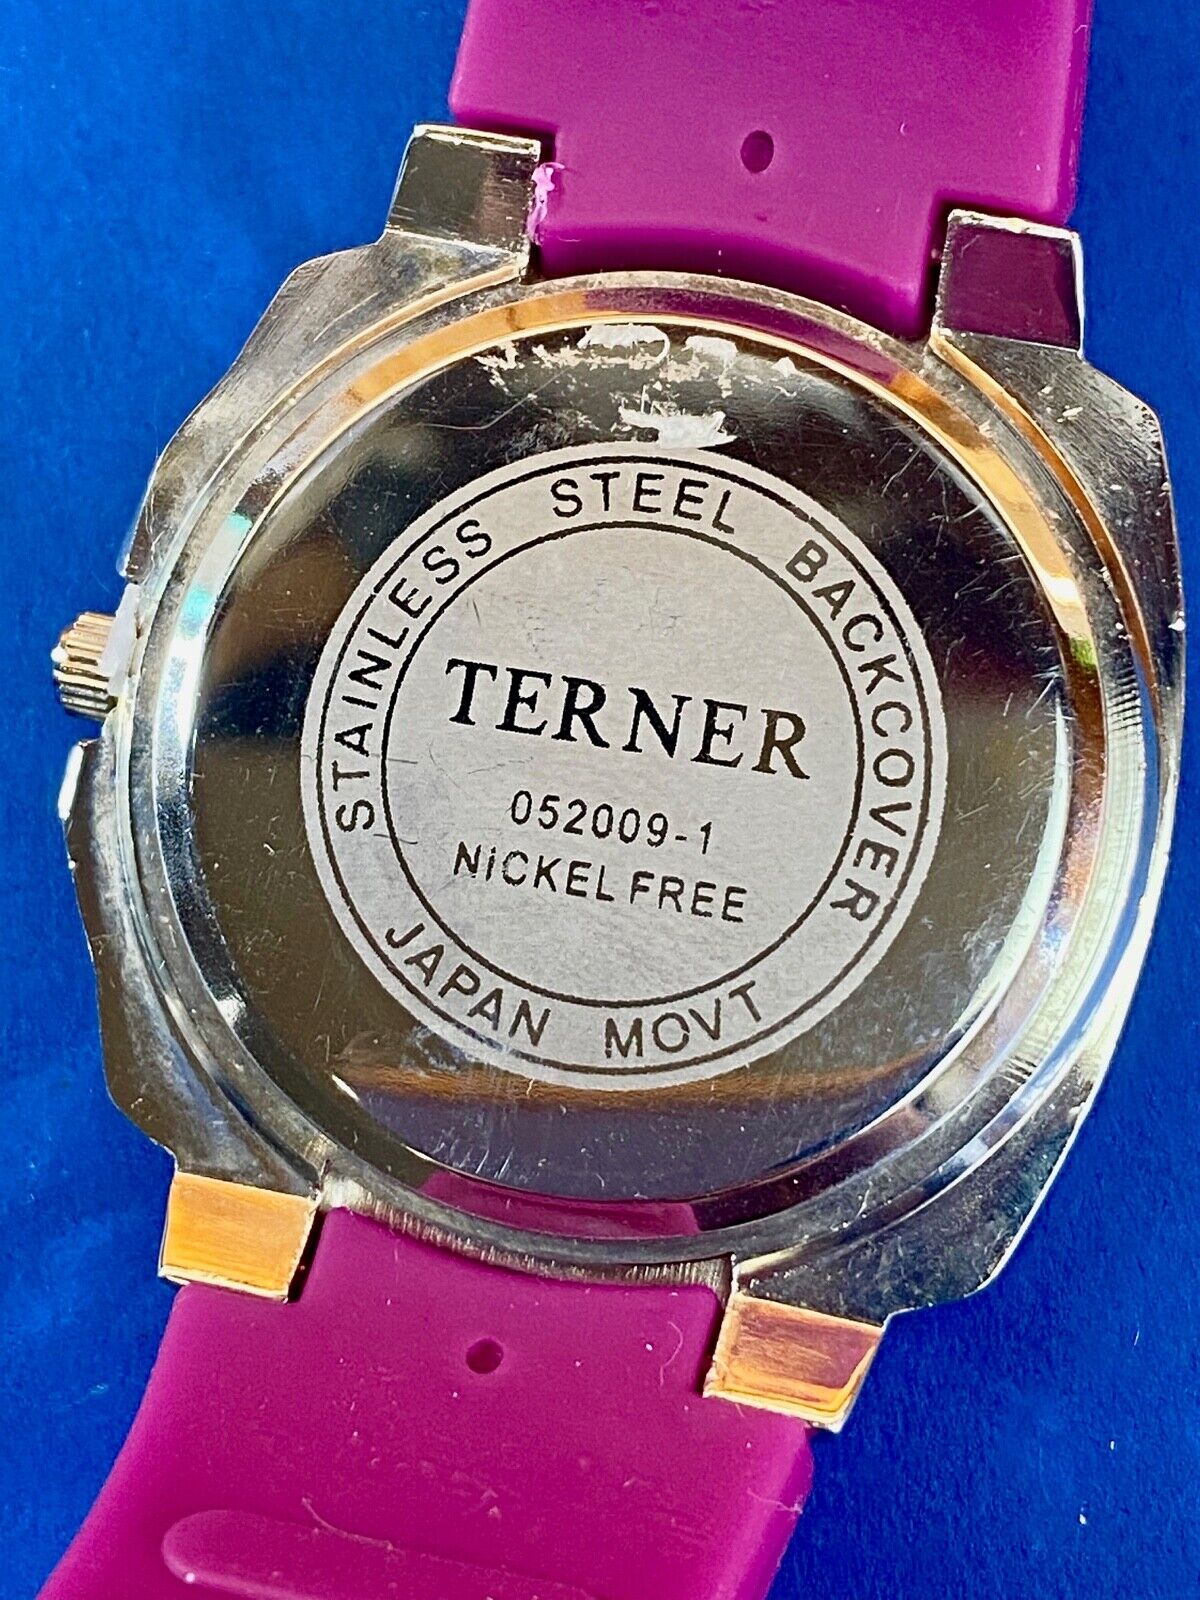 STAINLESS STEEL BACKCOVER
TERNER
052009-1
NICKEL FREE
JAPAN MOVT